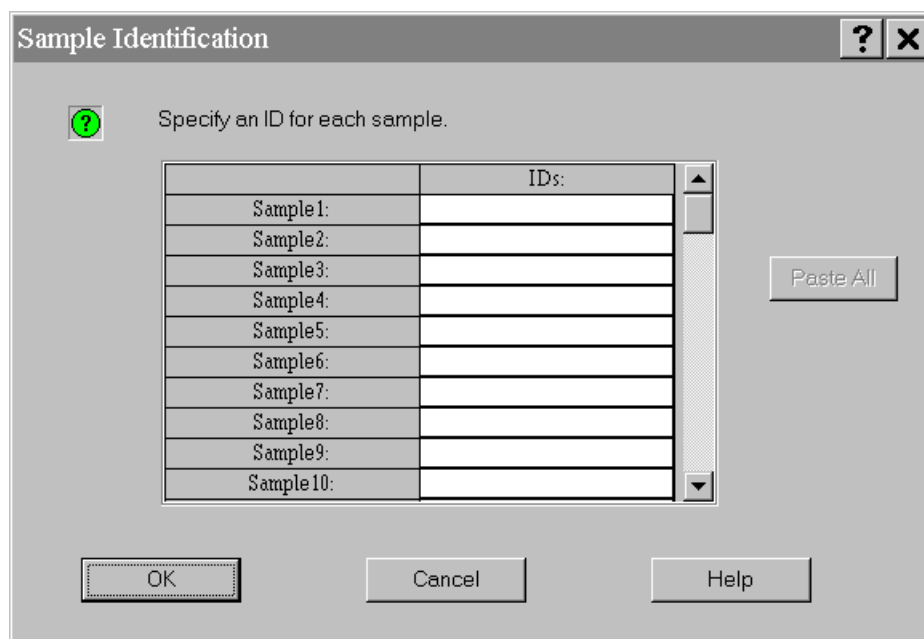 Sample Identification
? X
?
Specify an ID for each sample.
IDs:
Sample1:
Sample2:
Sample3:
Sample4:
Sample5:
Sample6:
Sample7:
Sample8:
Sample9:
Sample10:
Paste All
OK Cancel Help